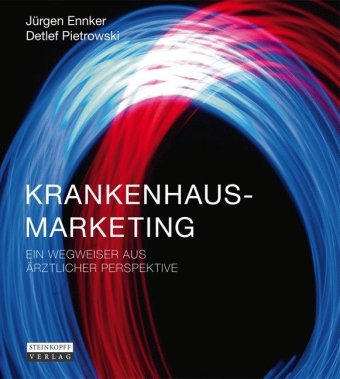 Jürgen Ennker
Detlef Pietrowski
KRANKENHAUS-
MARKETING
EIN WEGWEISER AUS
ÄRZTLICHER PERSPEKTIVE
STEINKOPFF
VERLAG